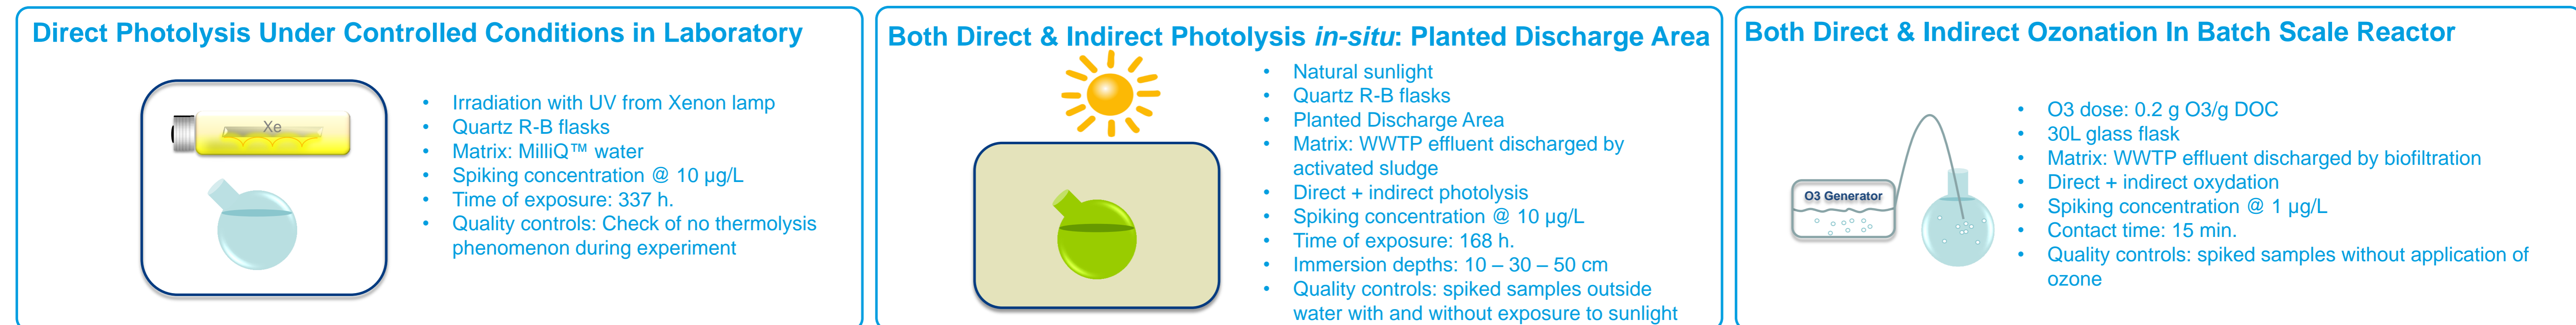 Direct Photolysis Under Controlled Conditions in Laboratory
Xe
• Irradiation with UV from Xenon lamp
• Quartz R-B flasks
• Matrix: MilliQ™ water
• Spiking concentration @ 10 µg/L
• Time of exposure: 337 h.
• Quality controls: Check of no thermolysis
phenomenon during experiment
Both Direct & Indirect Photolysis in-situ: Planted Discharge Area
• Natural sunlight
• Quartz R-B flasks
• Planted Discharge Area
• Matrix: WWTP effluent discharged by
activated sludge
• Direct + indirect photolysis
• Spiking concentration @ 10 µg/L
• Time of exposure: 168 h.
• Immersion depths: 10 – 30 – 50 cm
• Quality controls: spiked samples outside
water with and without exposure to sunlight
Both Direct & Indirect Ozonation In Batch Scale Reactor
O3 Generator
• O3 dose: 0.2 g O3/g DOC
• 30L glass flask
• Matrix: WWTP effluent discharged by biofiltration
• Direct + indirect oxydation
• Spiking concentration @ 1 µg/L
• Contact time: 15 min.
• Quality controls: spiked samples without application of
ozone